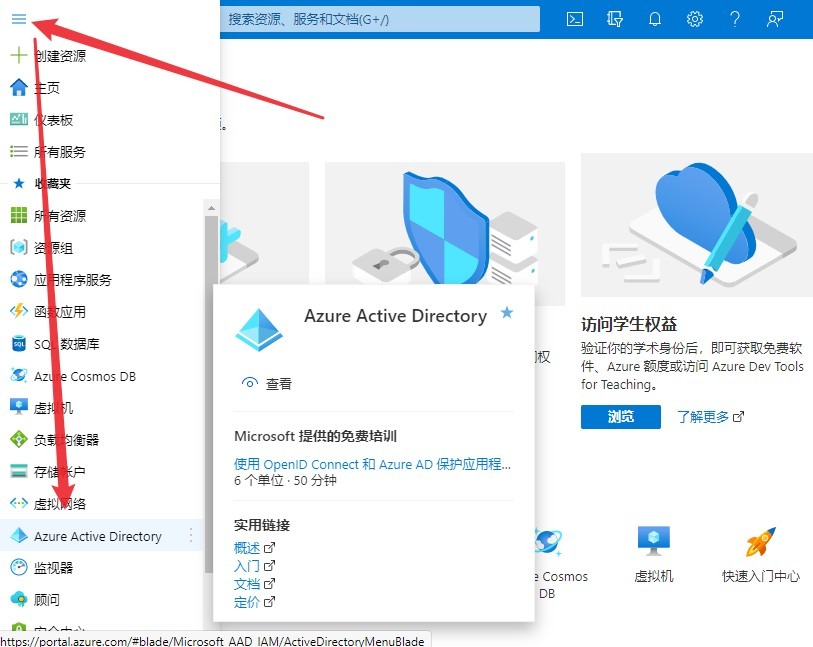 搜索资源、服务和文档(G+/)
创建资源
主页
仪表板
所有服务
收藏夹
所有资源
资源组
应用程序服务
函数应用
SQL 数据库
Azure Cosmos DB
虚拟机
负载均衡器
存储帐户
虚拟网络
Azure Active Directory
监视器
顾问
安全中心
Azure Active Directory
查看
Microsoft 提供的免费培训
使用 OpenID Connect 和 Azure AD 保护应用程...
6 个单位 · 50 分钟
实用链接
概述
入门
文档
定价
权
访问学生权益
验证你的学术身份后，即可获取免费软
件、Azure 额度或访问 Azure Dev Tools
for Teaching。
浏览
了解更多
e Cosmos
DB
虚拟机
快速入门中心
https://portal.azure.com/#blade/Microsoft_AAD_IAM/ActiveDirectoryMenuBlade